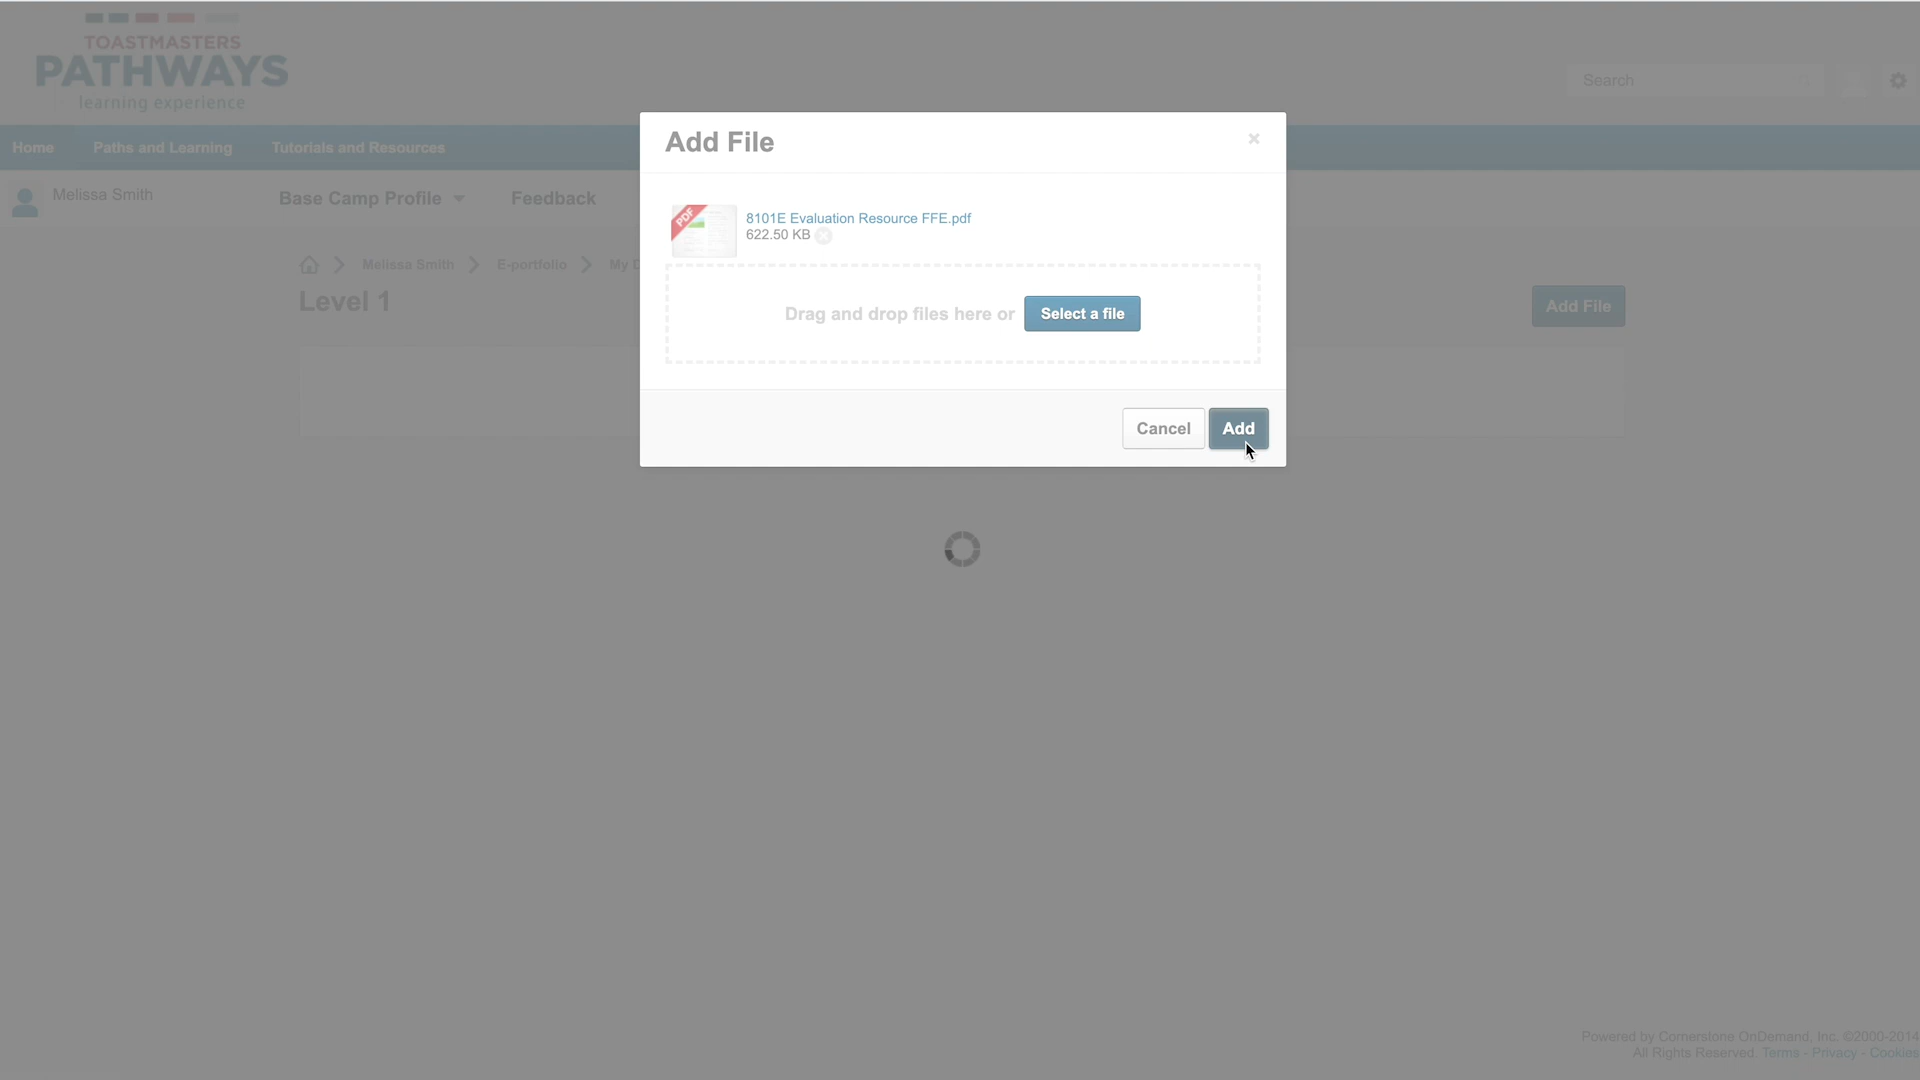 TOASTMASTERS
PATHWAYS
learning experience
Search
Home
Paths and Learning
Tutorials and Resources
Melissa Smith
Base Camp Profile
Feedback
Melissa Smith
E-portfolio
My
Level 1
Add File
Add File
×
PDF
8101E Evaluation Resource FFE.pdf
622.50 KB
Drag and drop files here or
Select a file
Cancel
Add
Powered by Cornerstone OnDemand, Inc. ©2000-2014
All Rights Reserved. Terms - Privacy - Cookies